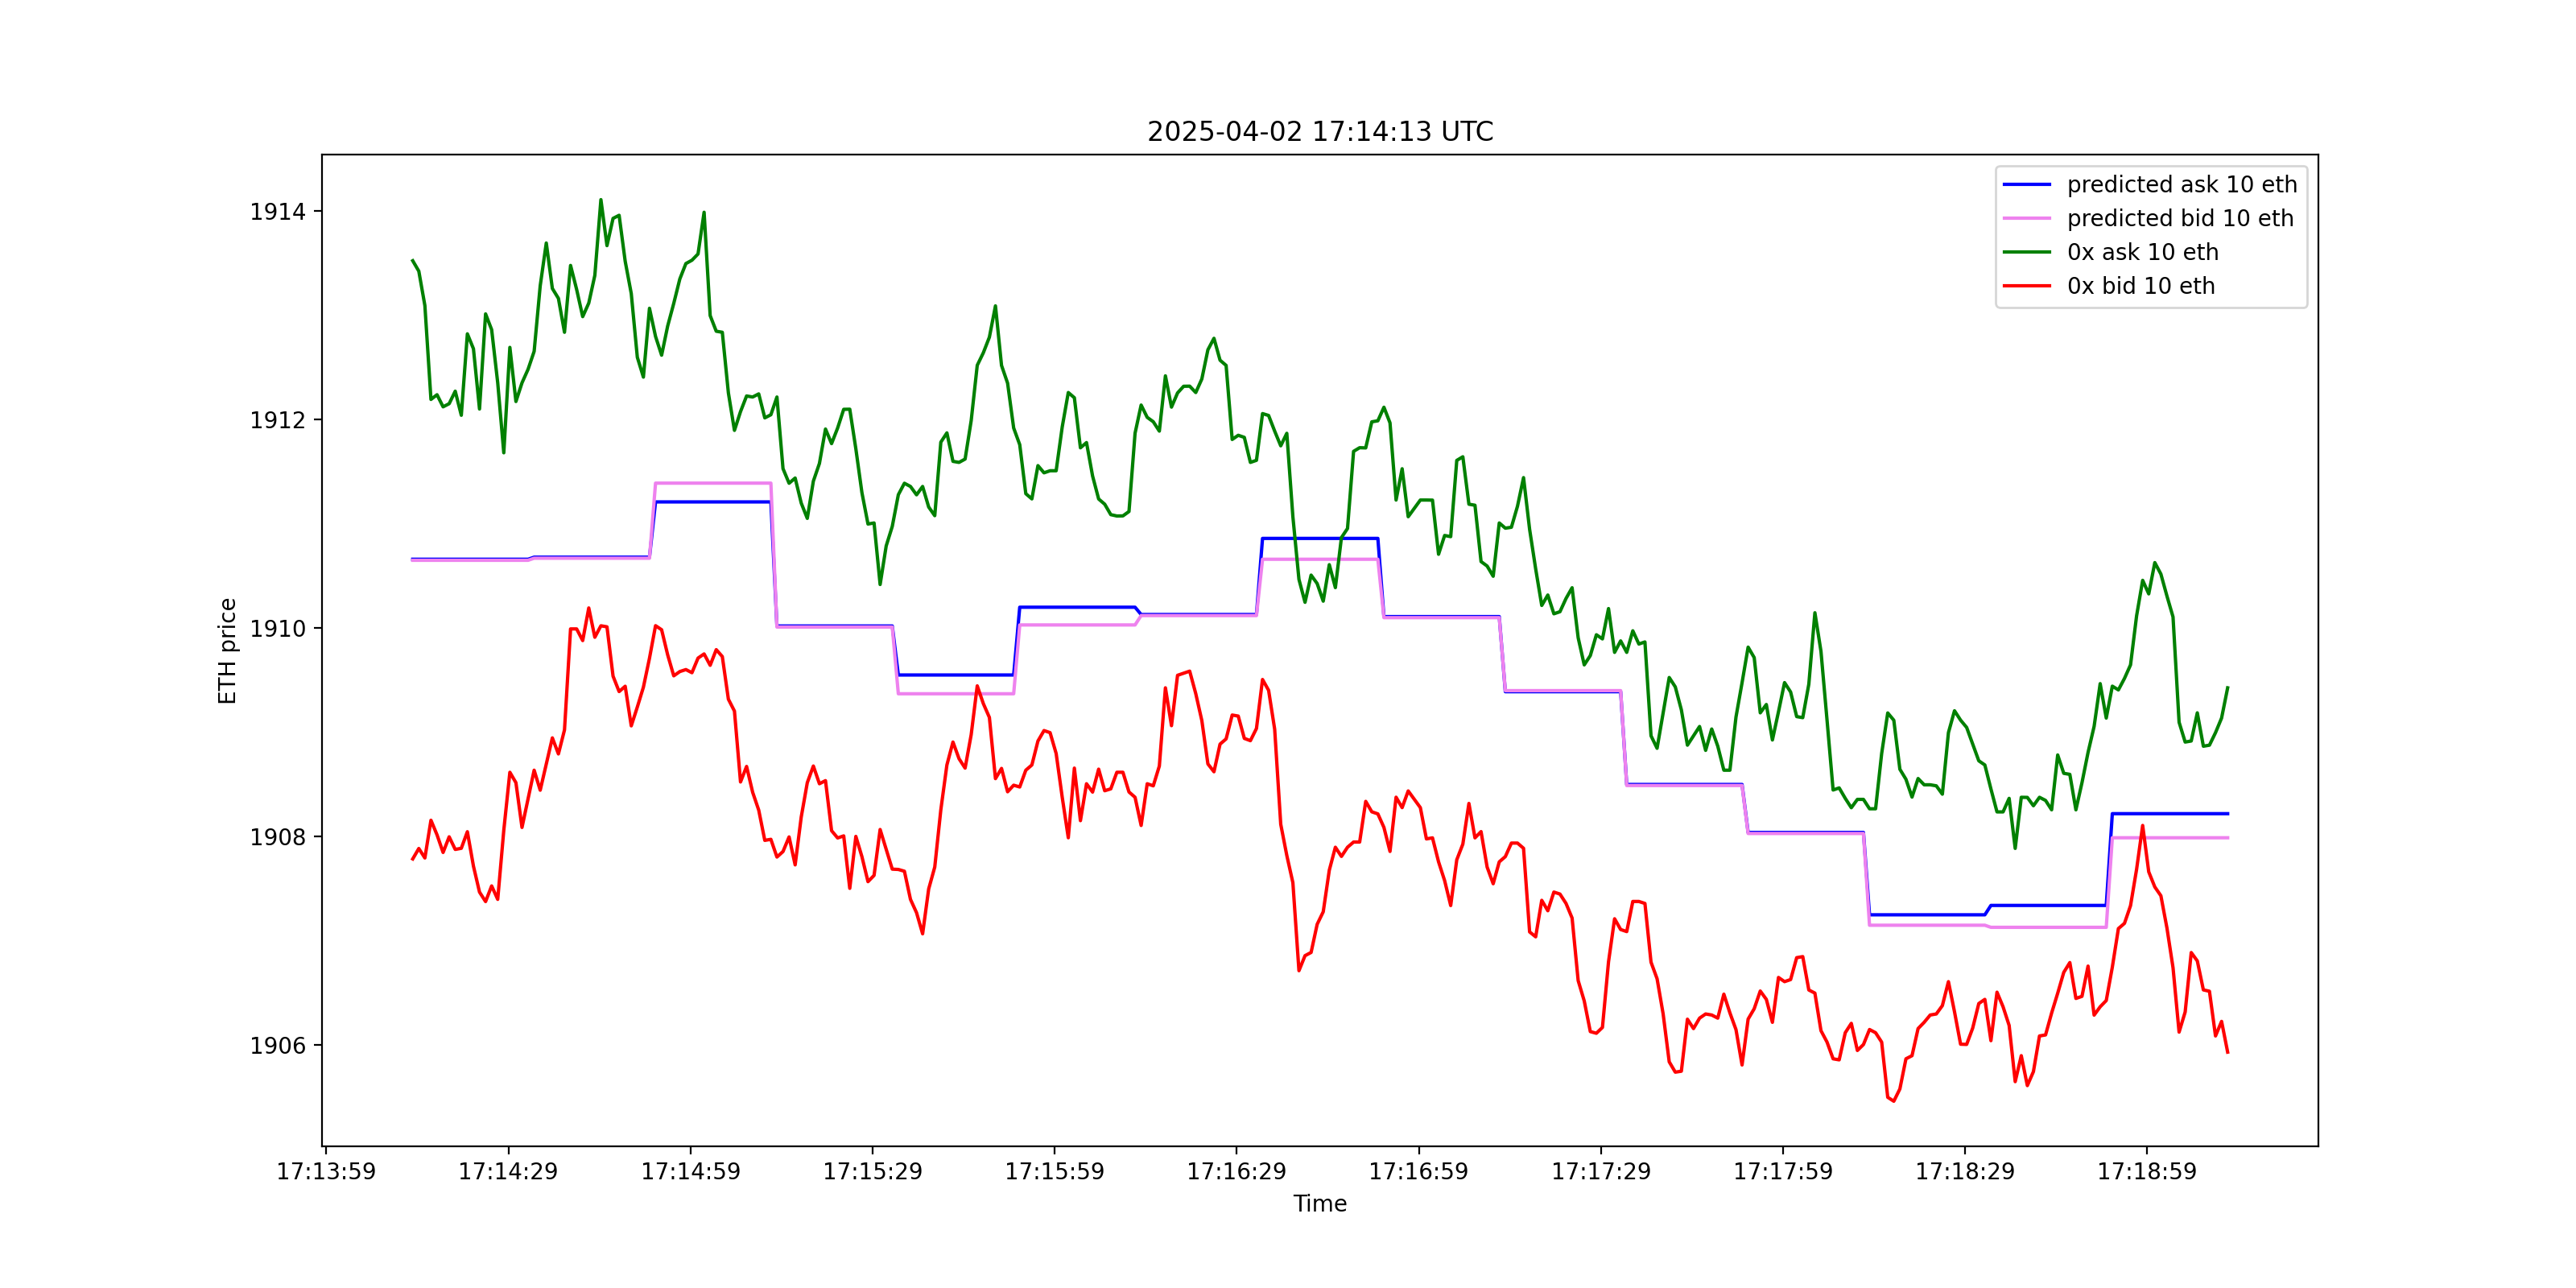 2025-04-02 17:14:13 UTC
predicted ask 10 eth
predicted bid 10 eth
0x ask 10 eth
0x bid 10 eth
1914
1912
1910
1908
1906
ETH price
17:13:59 17:14:29 17:14:59 17:15:29 17:15:59 17:16:29 17:16:59 17:17:29 17:17:59 17:18:29 17:18:59
Time